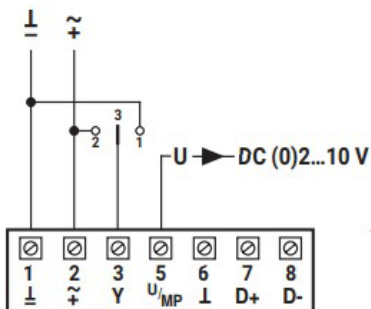 ⊥ ~
– +
3
2 1
U DC (0)2...10 V
1 2 3 5 6 7 8
⊥ ~ Y U/MP ⊥ D+ D-
– +